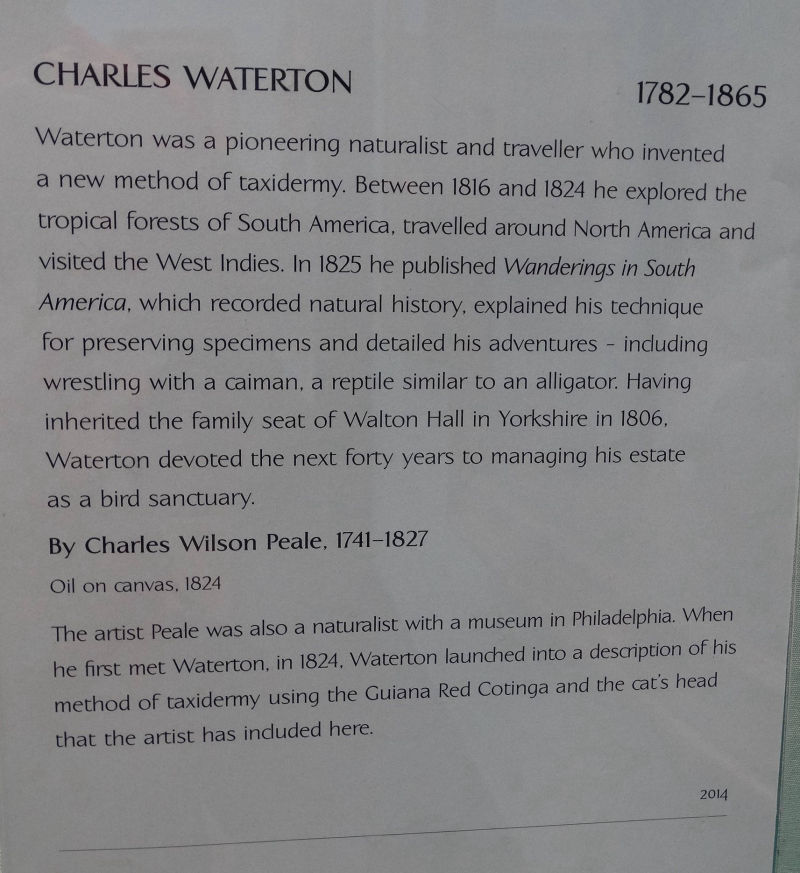 CHARLES WATERTON 1782–1865
Waterton was a pioneering naturalist and traveller who invented
a new method of taxidermy. Between 1816 and 1824 he explored the
tropical forests of South America, travelled around North America and
visited the West Indies. In 1825 he published Wanderings in South
America, which recorded natural history, explained his technique
for preserving specimens and detailed his adventures – including
wrestling with a caiman, a reptile similar to an alligator. Having
inherited the family seat of Walton Hall in Yorkshire in 1806,
Waterton devoted the next forty years to managing his estate
as a bird sanctuary.
By Charles Wilson Peale, 1741–1827
Oil on canvas, 1824
The artist Peale was also a naturalist with a museum in Philadelphia. When
he first met Waterton, in 1824, Waterton launched into a description of his
method of taxidermy using the Guiana Red Cotinga and the cat's head
that the artist has included here.
2014